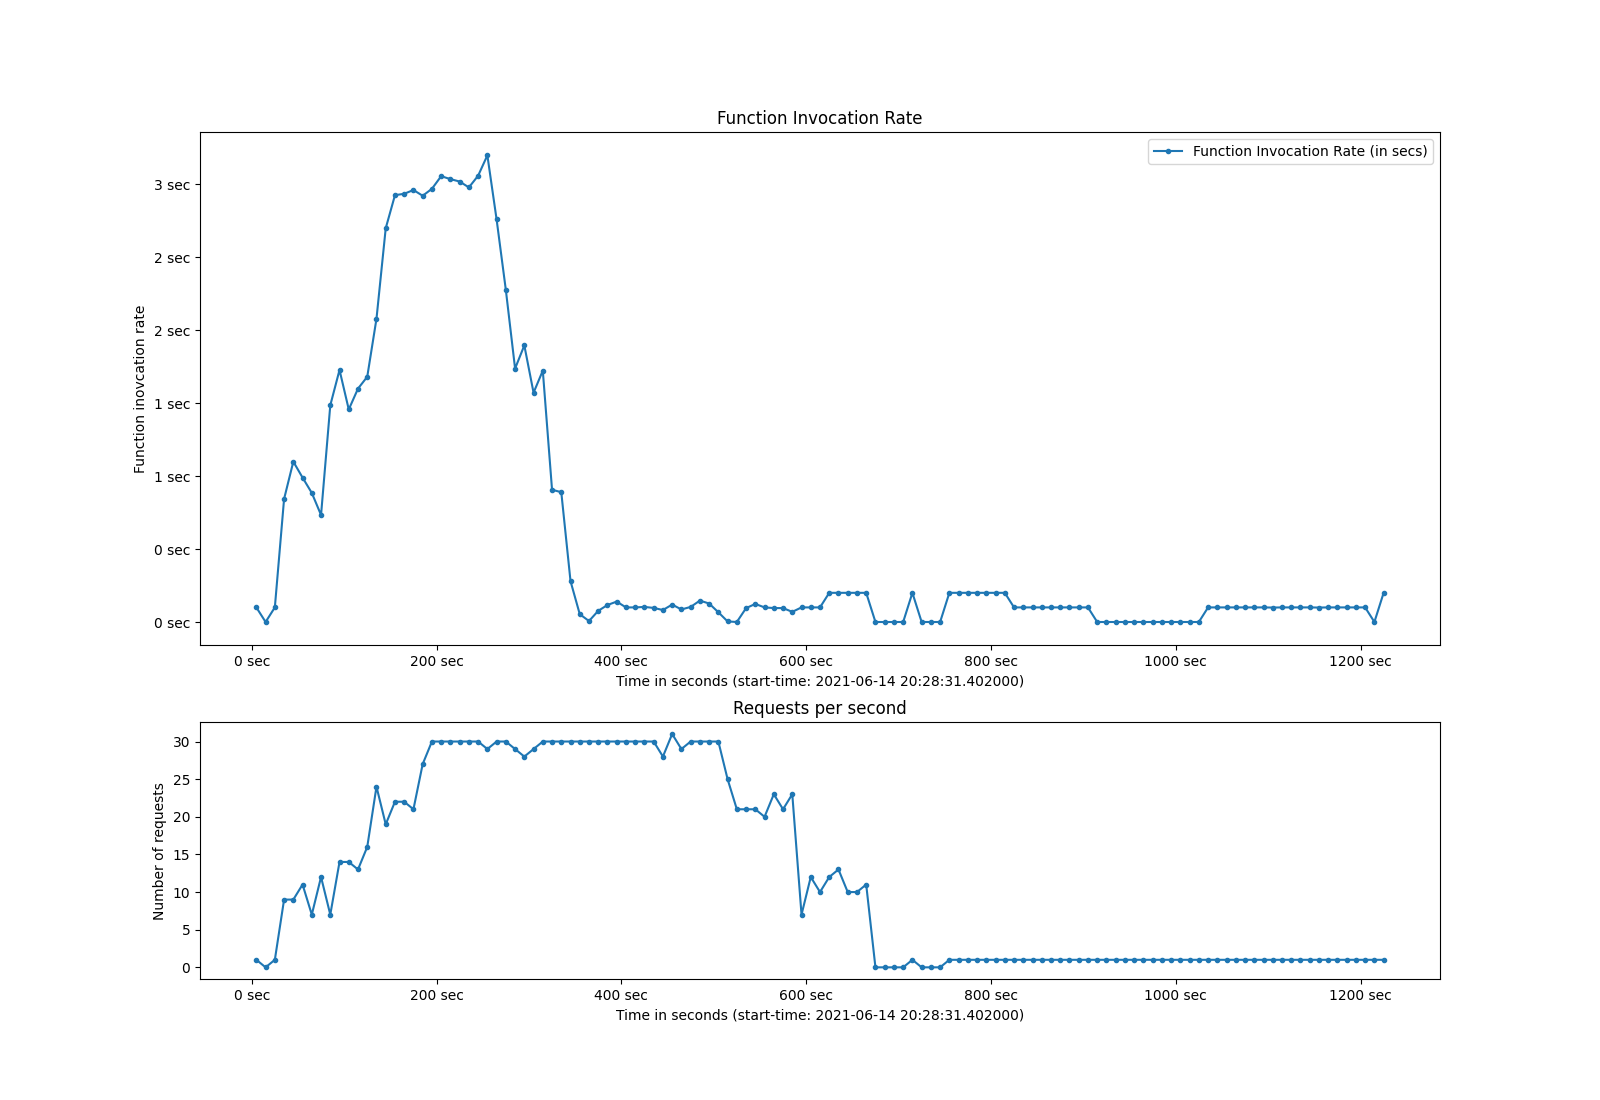 Function Invocation Rate
Function Invocation Rate (in secs)
3 sec
2 sec
2 sec
1 sec
1 sec
0 sec
0 sec
Function inovcation rate
0 sec 200 sec 400 sec 600 sec 800 sec 1000 sec 1200 sec
Time in seconds (start-time: 2021-06-14 20:28:31.402000)
Requests per second
30
25
20
15
10
5
0
Number of requests
0 sec 200 sec 400 sec 600 sec 800 sec 1000 sec 1200 sec
Time in seconds (start-time: 2021-06-14 20:28:31.402000)